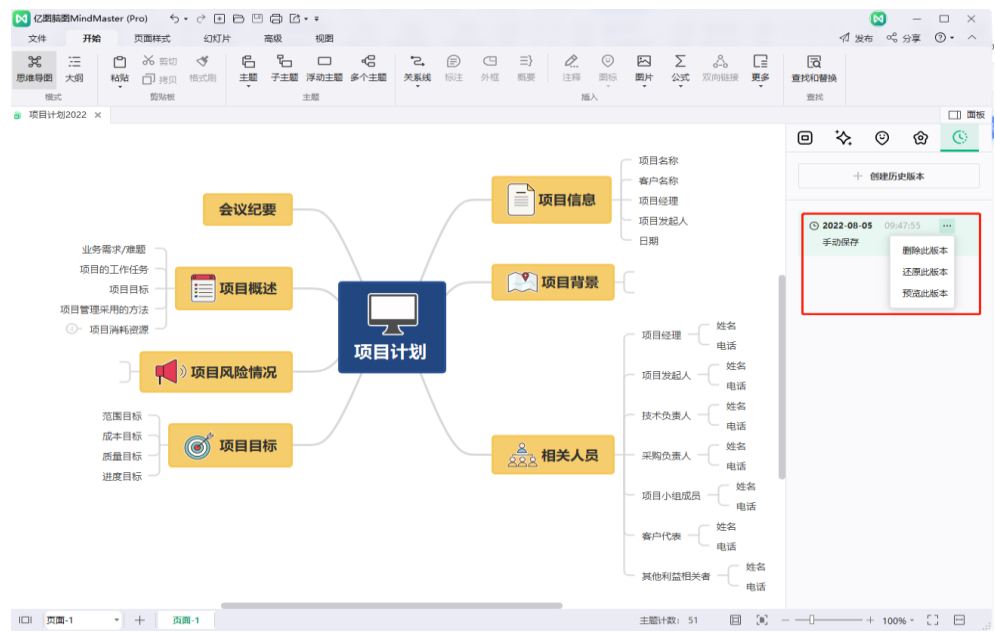 亿图脑图MindMaster (Pro)
文件 开始 页面样式 幻灯片 高级 视图 发布 分享
思维导图 大纲 粘贴 剪切 拷贝 格式刷 主题 子主题 浮动主题 多个主题 关系线 标注 外框 概要 注释 图标 图片 公式 双向链接 更多 查找和替换
模式 剪贴板 主题 插入 查找
项目计划2022 面板
创建历史版本
2022-08-05 09:47:55
手动保存
删除此版本
还原此版本
预览此版本
项目计划
会议纪要
项目概述
业务需求/难题
项目的工作任务
项目目标
项目管理采用的方法
项目消耗资源
项目风险情况
项目目标
范围目标
成本目标
质量目标
进度目标
项目信息
项目名称
客户名称
项目经理
项目发起人
日期
项目背景
相关人员
项目经理
姓名
电话
项目发起人
姓名
电话
技术负责人
姓名
电话
采购负责人
姓名
电话
项目小组成员
姓名
电话
客户代表
姓名
电话
其他利益相关者
姓名
电话
页面-1 页面-1 主题计数: 51 100%